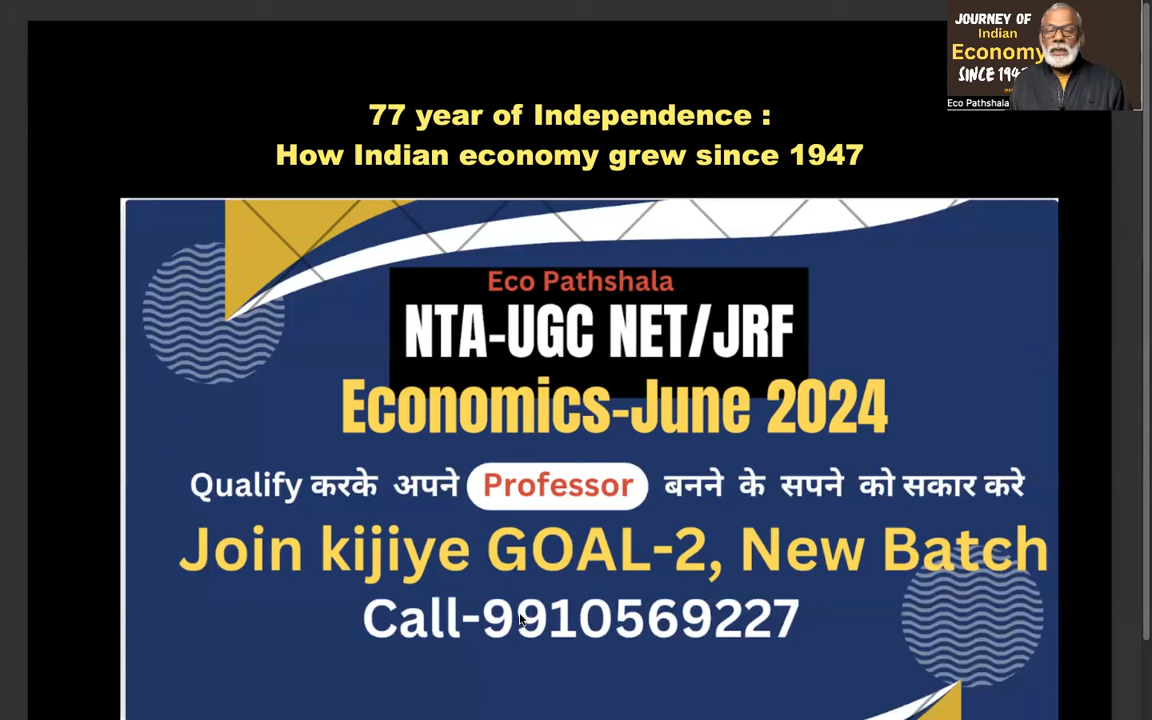 JOURNEY OF
Indian
Economy
SINCE 1947
Eco Pathshala
77 year of Independence :
How Indian economy grew since 1947
Eco Pathshala
NTA-UGC NET/JRF
Economics-June 2024
Qualify करके अपने Professor बनने के सपने को सकार करे
Join kijiye GOAL-2, New Batch
Call-9910569227